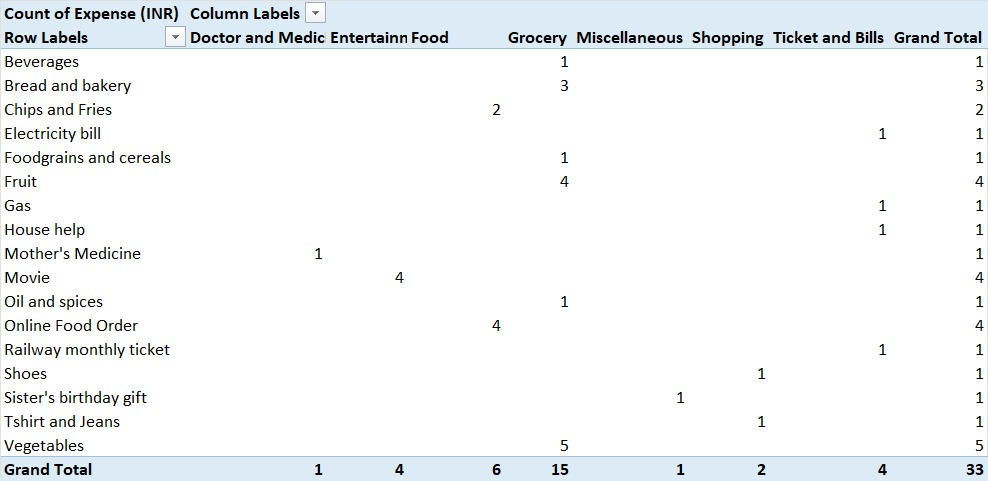 Count of Expense (INR) Column Labels
Row Labels Doctor and Medic Entertainn Food Grocery Miscellaneous Shopping Ticket and Bills Grand Total
Beverages 1 1
Bread and bakery 3 3
Chips and Fries 2 2
Electricity bill 1 1
Foodgrains and cereals 1 1
Fruit 4 4
Gas 1 1
House help 1 1
Mother's Medicine 1 1
Movie 4 4
Oil and spices 1 1
Online Food Order 4 4
Railway monthly ticket 1 1
Shoes 1 1
Sister's birthday gift 1 1
Tshirt and Jeans 1 1
Vegetables 5 5
Grand Total 1 4 6 15 1 2 4 33